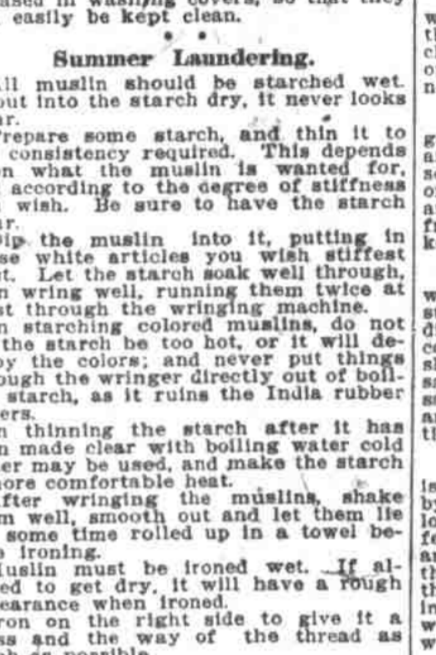 easily be kept clean.
Summer Laundering.
muslin should be starched wet.
into the starch dry, it never looks
repare some starch, and thin it to
consistency required. This depends
n what the muslin is wanted for,
according to the degree of stiffness
wish. Be sure to have the starch
the muslin into it, putting in
se white articles you wish stiffest
Let the starch soak well through,
n wring well, running them twice at
st through the wringing machine.
n starching colored muslins, do not
the starch be too hot, or it will de-
the colors; and never put things
ough the wringer directly out of boil-
starch, as it ruins the India rubber
ers.
n thinning the starch after it has
n made clear with boiling water cold
er may be used, and make the starch
ore comfortable heat.
fter wringing the muslins, shake
m well, smooth out and let them lie
some time rolled up in a towel be-
ironing.
uslin must be ironed wet. If al-
ed to get dry, it will have a rough
earance when ironed.
ron on the right side to give it a
ss and the way of the thread as